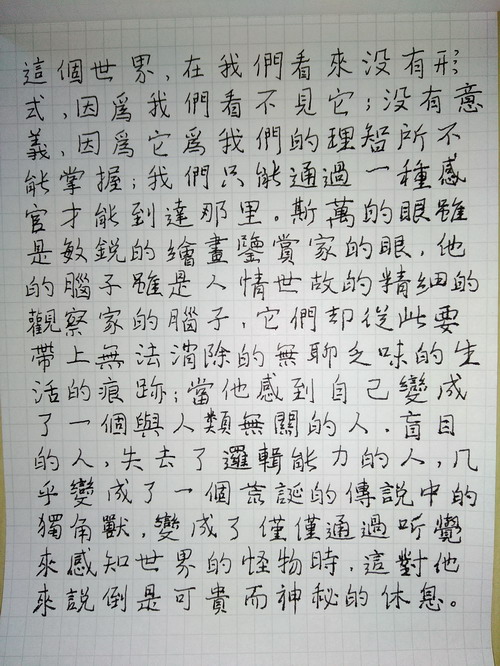 這個世界,在我們看來没有形
式,因爲我們看不見它;没有意
義,因爲它爲我們的理智所不
能掌握;我們只能通過一種感
官才能到達那里。斯萬的眼雖
是敏鋭的繪畫鑒賞家的眼,他
的腦子雖是人情世故的精細的
觀察家的腦子,它們却從此要
帶上無法消除的無聊乏味的生
活的痕跡;當他感到自己變成
了一個與人類無關的人,盲目
的人,失去了邏輯能力的人,几
乎變成了一個荒誕的傳説中的
獨角獸,變成了僅僅通過听覺
來感知世界的怪物時,這對他
來説倒是可貴而神秘的休息。